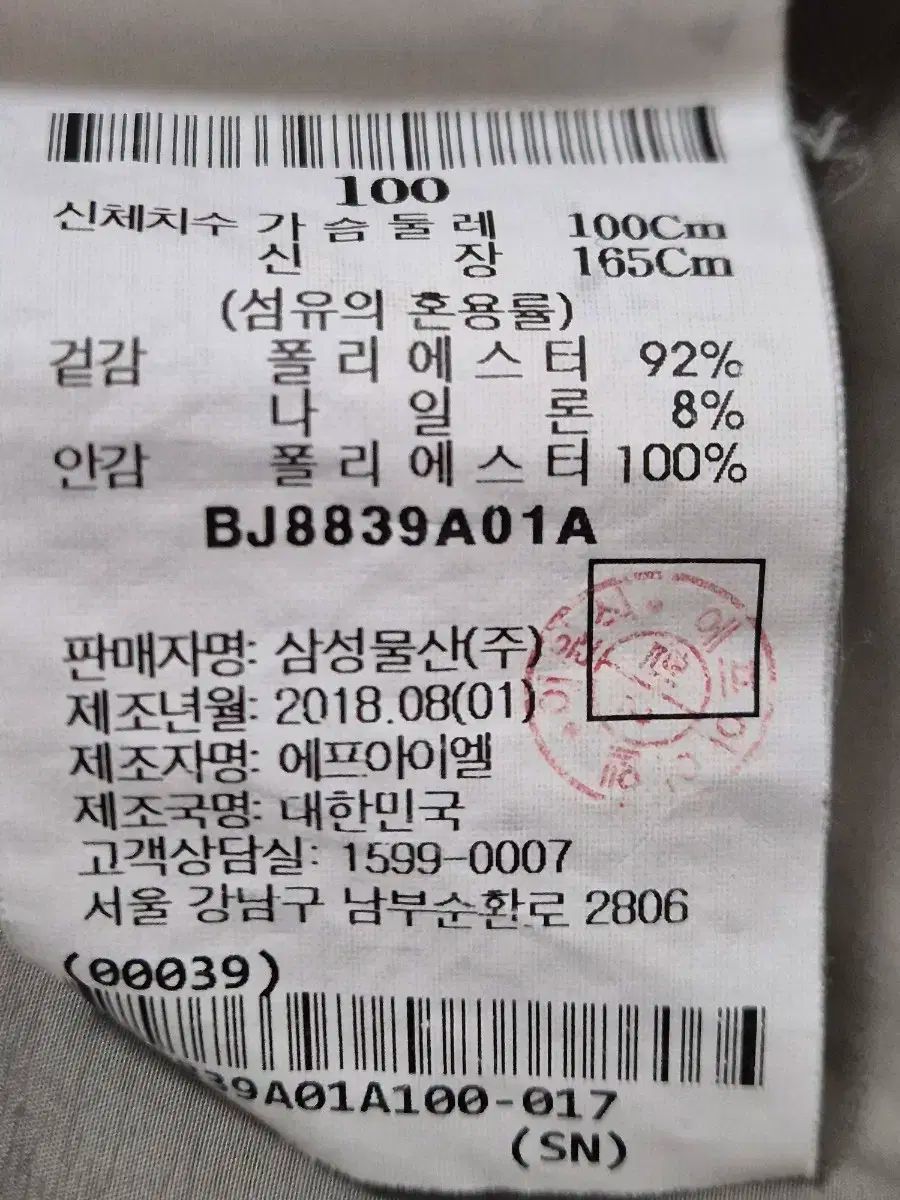 100
신체치수 가슴둘레 100Cm
신장 165Cm
(섬유의 혼용률)
겉감 폴리에스터 92%
나일론 8%
안감 폴리에스터 100%
BJ8839A01A
판매자명: 삼성물산(주)
제조년월: 2018.08(01)
제조자명: 에프아이엘
제조국명: 대한민국
고객상담실: 1599-0007
서울 강남구 남부순환로 2806
(00039)
39A01A100-017
(SN)